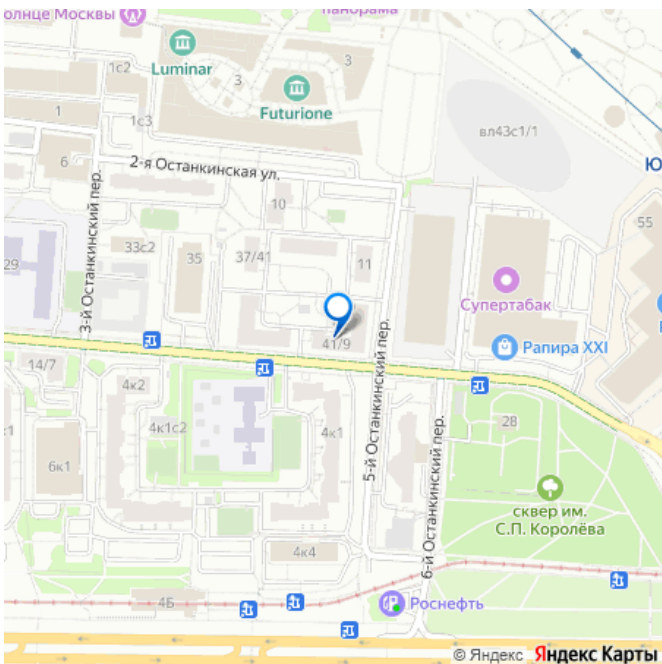 панорама
олнце Москвы
Luminar
3
3
1с2
Futurione
1
1с3
вл43с1/1
6
2-я Останкинская ул.
Ю
3-й Останкинский пер.
10
55
33с2
35
37/41
11
29
Супертабак
41/9
Рапира XXI
14/7
4к2
5-й Останкинский пер.
6-й Останкинский пер.
28
4к1с2
4к1
:1
6к1
сквер им.
С.П. Королёва
4к4
4Б
Роснефть
© Яндекс Яндекс Карты